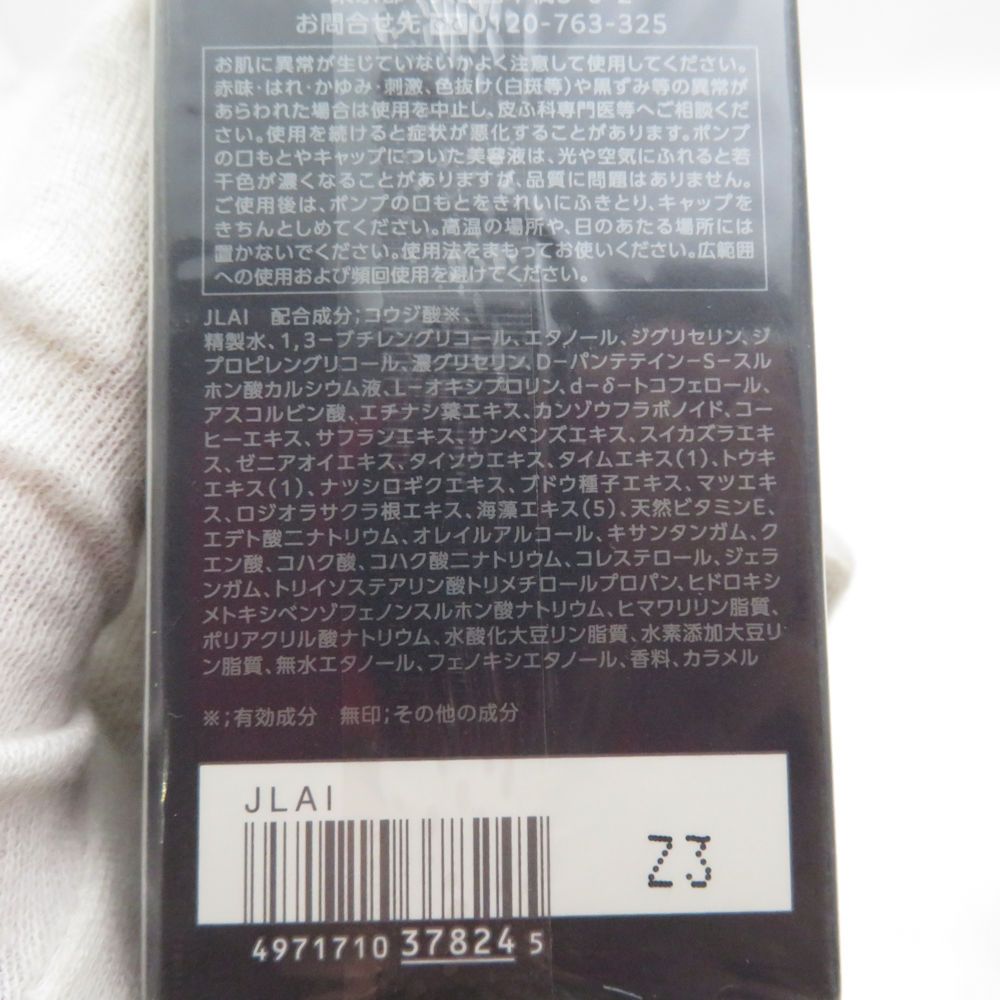 お問合せ先 0120-763-325
お肌に異常が生じていないかよく注意して使用してください。
赤味・はれ・かゆみ・刺激、色抜け(白斑等)や黒ずみ等の異常が
あらわれた場合は使用を中止し、皮ふ科専門医等へご相談くだ
さい。使用を続けると症状が悪化することがあります。ポンプ
の口もとやキャップについた美容液は、光や空気にふれると若
干色が濃くなることがありますが、品質に問題はありません。
ご使用後は、ポンプの口もとをきれいにふきとり、キャップを
きちんとしめてください。高温の場所や、日のあたる場所には
置かないでください。使用法をまもってお使いください。広範囲
への使用および頻回使用を避けてください。
JLAI 配合成分;コウジ酸※、
精製水、1,3-ブチレングリコール、エタノール、ジグリセリン、ジ
プロピレングリコール、濃グリセリン、D-パンテテイン-S-スル
ホン酸カルシウム液、L-オキシプロリン、d-δ-トコフェロール、
アスコルビン酸、エチナシ葉エキス、カンゾウフラボノイド、コー
ヒーエキス、サフランエキス、サンペンズエキス、スイカズラエキ
ス、ゼニアオイエキス、タイソウエキス、タイムエキス(1)、トウキ
エキス(1)、ナツシロギクエキス、ブドウ種子エキス、マツエキ
ス、ロジオラサクラ根エキス、海藻エキス(5)、天然ビタミンE、
エデト酸二ナトリウム、オレイルアルコール、キサンタンガム、ク
エン酸、コハク酸、コハク酸二ナトリウム、コレステロール、ジェラ
ンガム、トリイソステアリン酸トリメチロールプロパン、ヒドロキシ
メトキシベンゾフェノンスルホン酸ナトリウム、ヒマワリリン脂質、
ポリアクリル酸ナトリウム、水酸化大豆リン脂質、水素添加大豆リ
ン脂質、無水エタノール、フェノキシエタノール、香料、カラメル
※;有効成分 無印;その他の成分
JLAI
Z3
4971710 37824 5